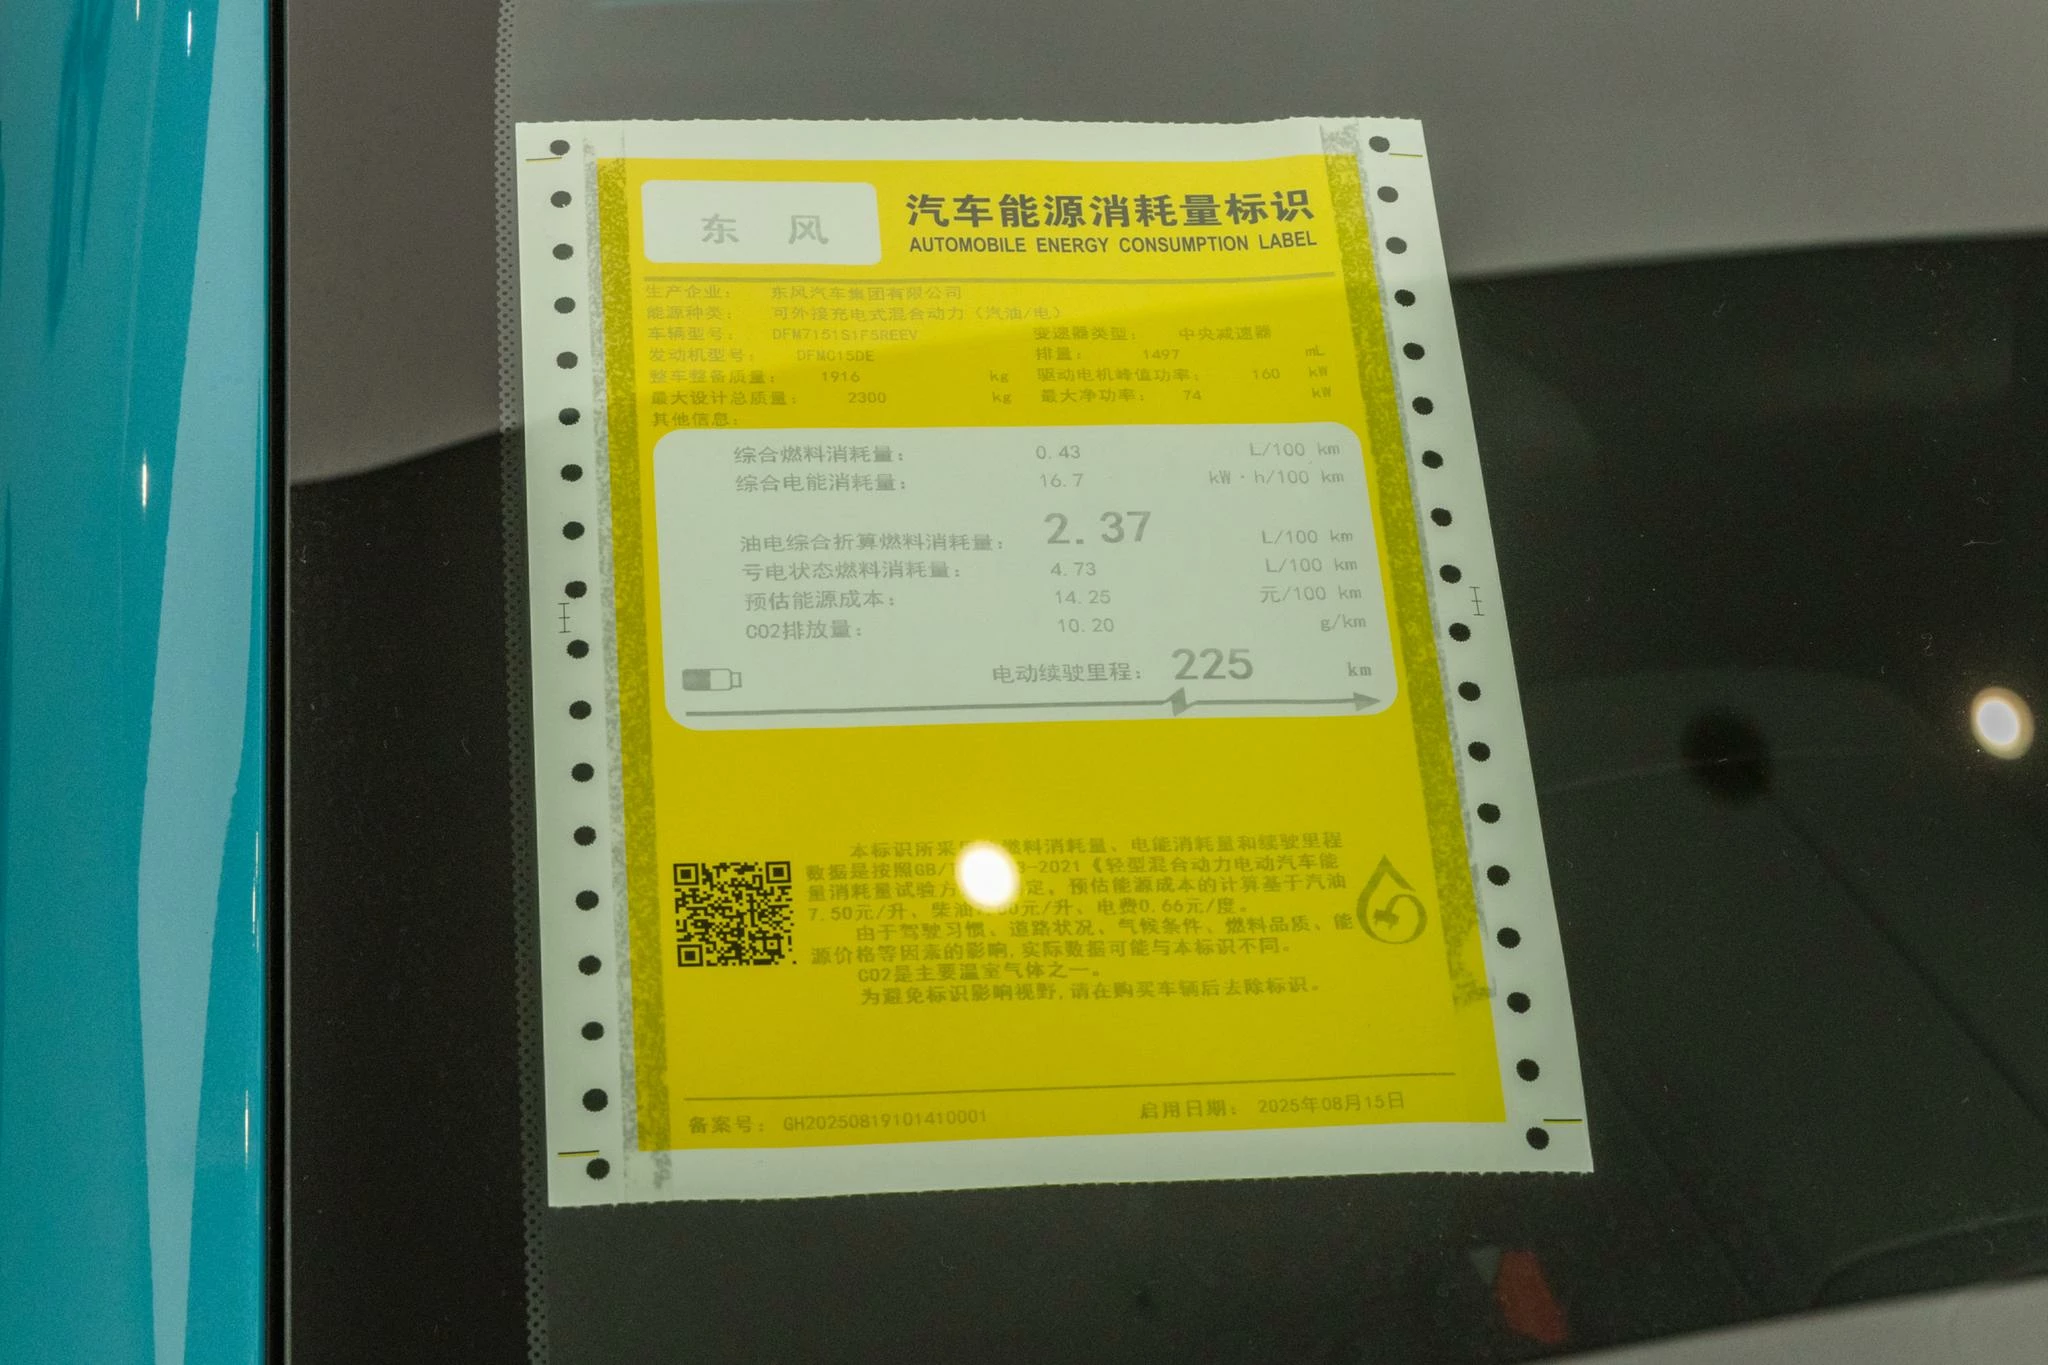 东 风
汽车能源消耗量标识
AUTOMOBILE ENERGY CONSUMPTION LABEL
生产企业： 东风汽车集团有限公司
能源种类： 可外接充电式混合动力（汽油/电）
车辆型号： DFM7151S1F5REEV 变速器类型： 中央减速器
发动机型号： DFMC15DE 排量： 1497 mL
整车整备质量： 1916 kg 驱动电机峰值功率： 160 kW
最大设计总质量： 2300 kg 最大净功率： 74 kW
其他信息：
综合燃料消耗量： 0.43 L/100 km
综合电能消耗量： 16.7 kW·h/100 km
油电综合折算燃料消耗量： 2.37 L/100 km
亏电状态燃料消耗量： 4.73 L/100 km
预估能源成本： 14.25 元/100 km
CO2排放量： 10.20 g/km
电动续驶里程： 225 km
本标识所采 燃料消耗量、电能消耗量和续驶里程
数据是按照GB/T 3-2021《轻型混合动力电动汽车能
量消耗量试验方 定，预估能源成本的计算基于汽油
7.50元/升、柴油 0元/升、电费0.66元/度。
由于驾驶习惯、道路状况、气候条件、燃料品质、能
源价格等因素的影响，实际数据可能与本标识不同。
CO2是主要温室气体之一。
为避免标识影响视野，请在购买车辆后去除标识。
备案号： GH20250819101410001 启用日期： 2025年08月15日